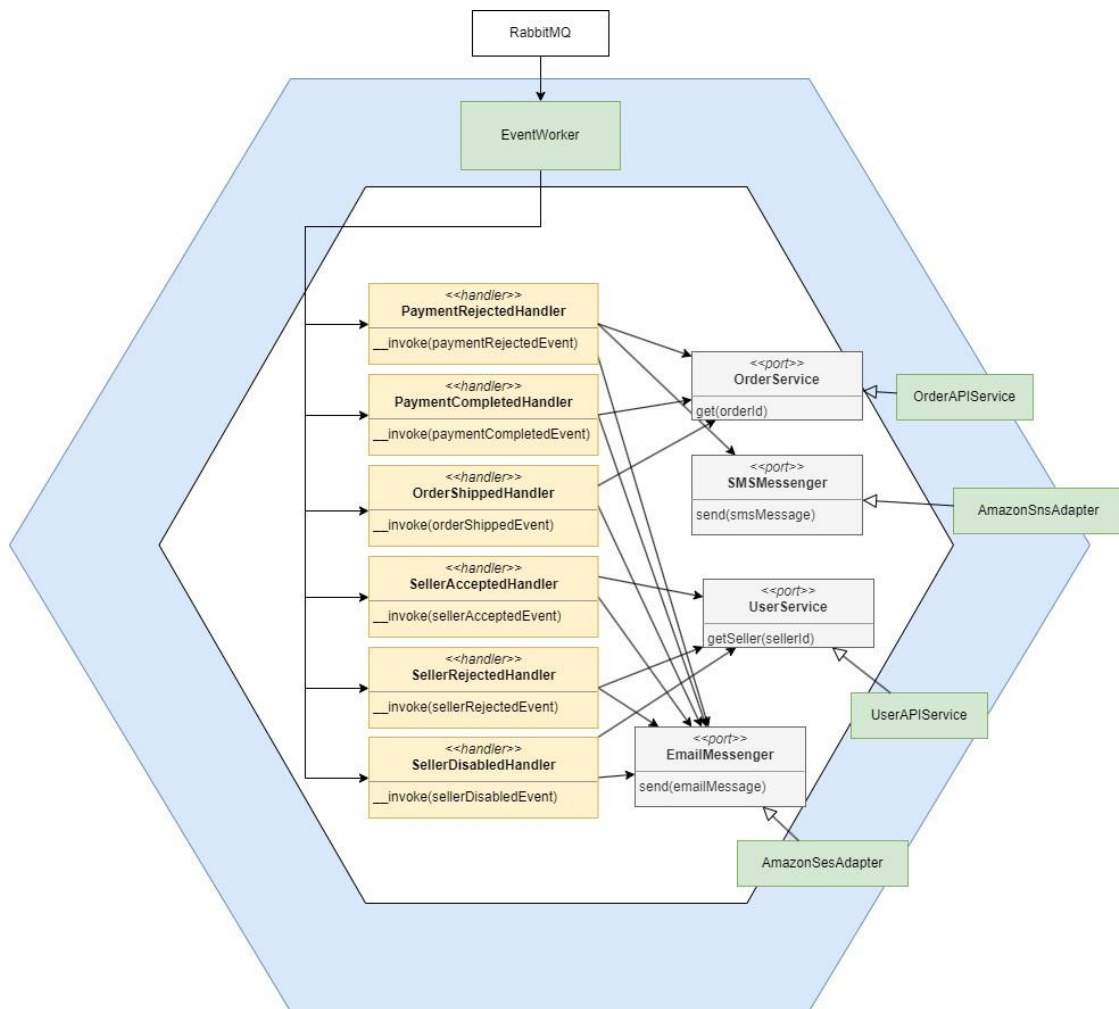 RabbitMQ
EventWorker
<<handler>>
PaymentRejectedHandler
__invoke(paymentRejectedEvent)
<<handler>>
PaymentCompletedHandler
__invoke(paymentCompletedEvent)
<<handler>>
OrderShippedHandler
__invoke(orderShippedEvent)
<<handler>>
SellerAcceptedHandler
__invoke(sellerAcceptedEvent)
<<handler>>
SellerRejectedHandler
__invoke(sellerRejectedEvent)
<<handler>>
SellerDisabledHandler
__invoke(sellerDisabledEvent)
<<port>>
OrderService
get(orderId)
<<port>>
SMSMessenger
send(smsMessage)
<<port>>
UserService
getSeller(sellerId)
<<port>>
EmailMessenger
send(emailMessage)
OrderAPIService
AmazonSnsAdapter
UserAPIService
AmazonSesAdapter